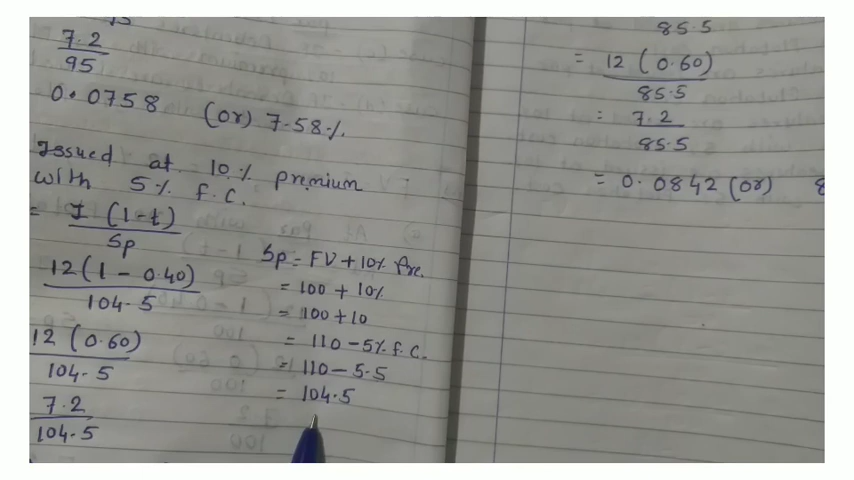 7.2
95
0.0758 (or) 7.58%
Issued at 10% premium
with 5% f.c.
= I (1-t)
Sp
12(1 - 0.40)
104.5
12 (0.60)
104.5
7.2
104.5
Sp = FV + 10% Pre.
= 100 + 10%
= 100 + 10
= 110 - 5% f.c.
= 110 - 5.5
= 104.5
85.5
= 12 (0.60)
85.5
= 7.2
85.5
= 0.0842 (or) 8